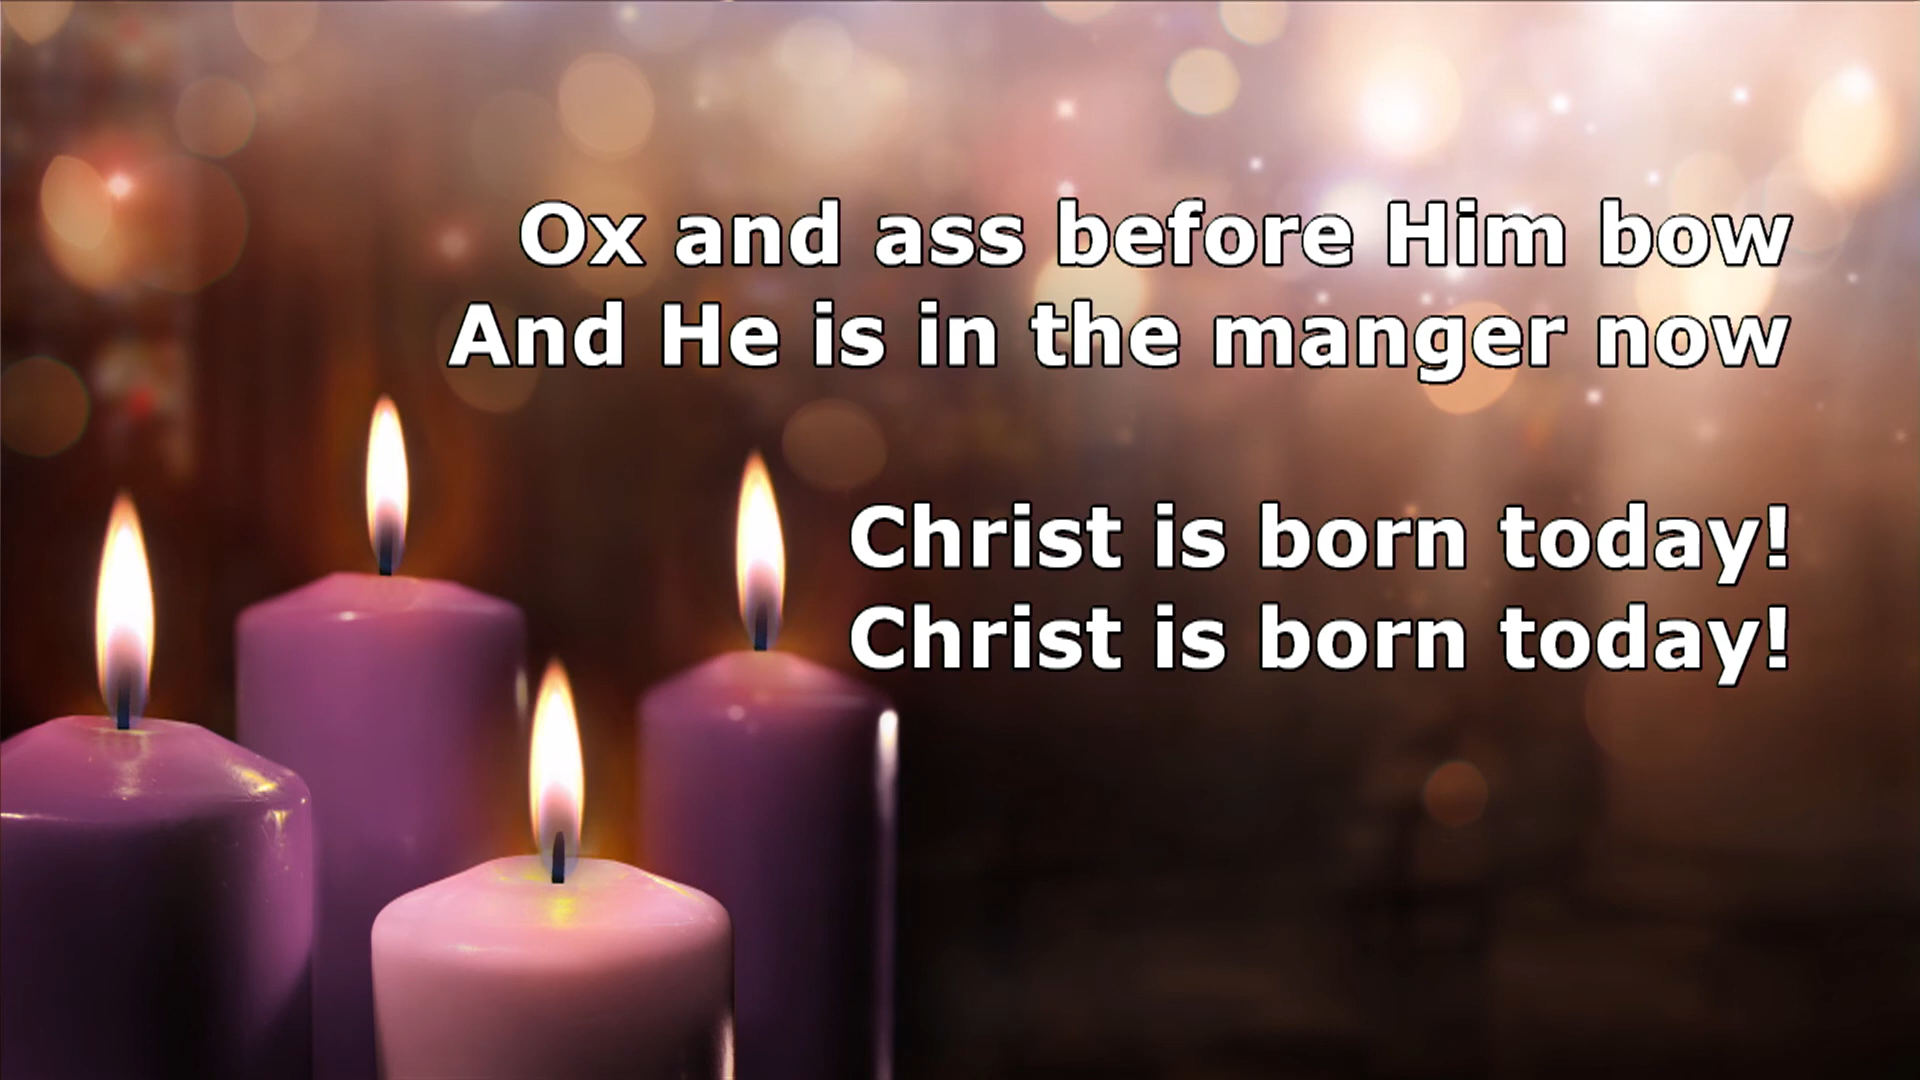 Ox and ass before Him bow
And He is in the manger now
Christ is born today!
Christ is born today!